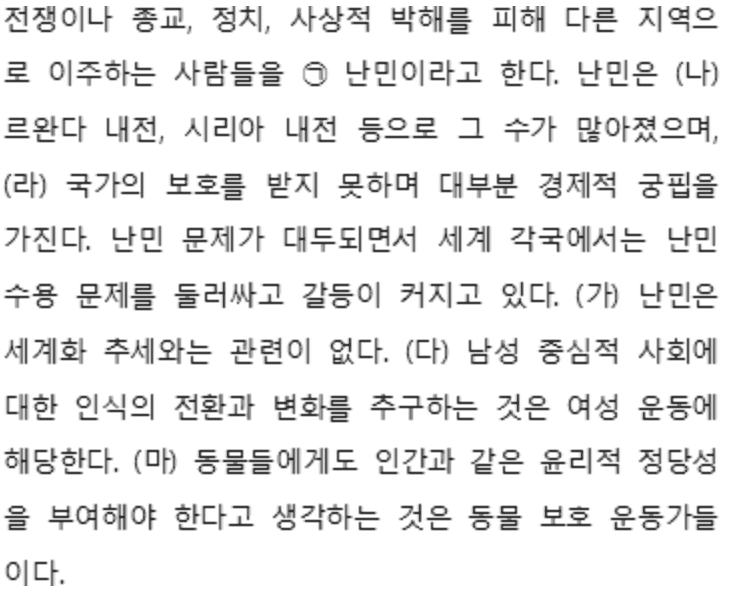 전쟁이나 종교, 정치, 사상적 박해를 피해 다른 지역으
로 이주하는 사람들을 ㉠ 난민이라고 한다. 난민은 (나)
르완다 내전, 시리아 내전 등으로 그 수가 많아졌으며,
(라) 국가의 보호를 받지 못하며 대부분 경제적 궁핍을
가진다. 난민 문제가 대두되면서 세계 각국에서는 난민
수용 문제를 둘러싸고 갈등이 커지고 있다. (가) 난민은
세계화 추세와는 관련이 없다. (다) 남성 중심적 사회에
대한 인식의 전환과 변화를 추구하는 것은 여성 운동에
해당한다. (마) 동물들에게도 인간과 같은 윤리적 정당성
을 부여해야 한다고 생각하는 것은 동물 보호 운동가들
이다.